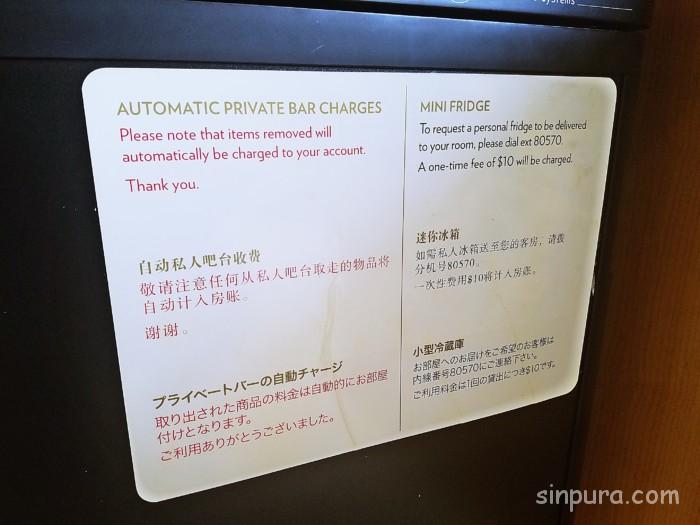 AUTOMATIC PRIVATE BAR CHARGES
Please note that items removed will
automatically be charged to your account.
Thank you.
自动私人吧台收费
敬请注意任何从私人吧台取走的物品将
自动计入房账。
谢谢。
プライベートバーの自動チャージ
取り出された商品の料金は自動的にお部屋
付けとなります。
ご利用ありがとうございました。
MINI FRIDGE
To request a personal fridge to be delivered
to your room, please dial ext 80570.
A one-time fee of $10 will be charged.
迷你冰箱
如需私人冰箱送至您的客房，请拨
分机号80570。
一次性费用$10将计入房账。
小型冷蔵庫
お部屋へのお届けをご希望のお客様は
内線番号80570にご連絡下さい。
ご利用料金は1回の貸出につき$10です。
sinpura.com